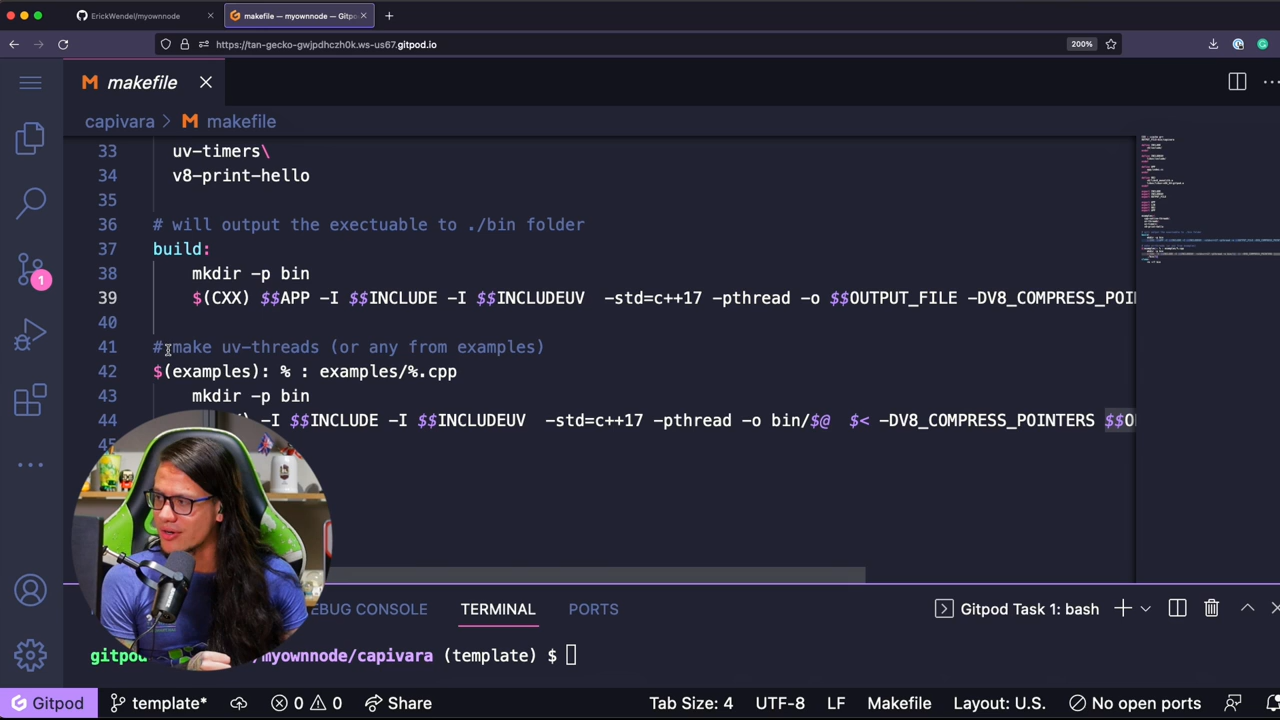 ErickWendel/myownnode
makefile — myownnode — Gitpo
https://tan-gecko-gwjpdhczh0k.ws-us67.gitpod.io
200%
makefile
capivara > makefile
33 uv-timers\
34 v8-print-hello
35
36 # will output the exectuable in ./bin folder
37 build:
38 mkdir -p bin
39 $(CXX) $$APP -I $$INCLUDE -I $$INCLUDEUV -std=c++17 -pthread -o $$OUTPUT_FILE -DV8_COMPRESS_POI
40
41 # make uv-threads (or any from examples)
42 $(examples): % : examples/%.cpp
43 mkdir -p bin
44 -I $$INCLUDE -I $$INCLUDEUV -std=c++17 -pthread -o bin/$@ $< -DV8_COMPRESS_POINTERS $$O
45
1
EBUG CONSOLE TERMINAL PORTS
Gitpod Task 1: bash
gitpod /myownnode/capivara (template) $
Gitpod template* 0 0 Share Tab Size: 4 UTF-8 LF Makefile Layout: U.S. No open ports